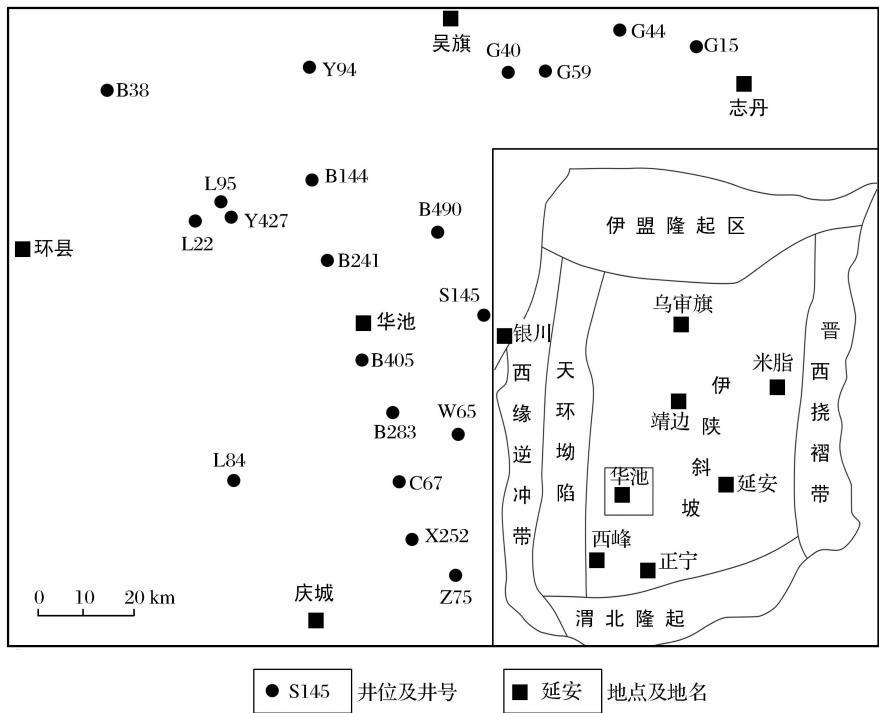 吴旗
G44
G15
G40
G59
Y94
B38
志丹
B144
L95
Y427
L22
B490
环县
B241
S145
华池
B405
B283
W65
L84
C67
X252
Z75
庆城
0 10 20 km
伊盟隆起区
乌审旗
银川
米脂
靖边
华池
延安
西峰
正宁
西缘逆冲带
天环坳陷
伊陕斜坡
晋西挠褶带
渭北隆起
S145 井位及井号
延安 地点及地名